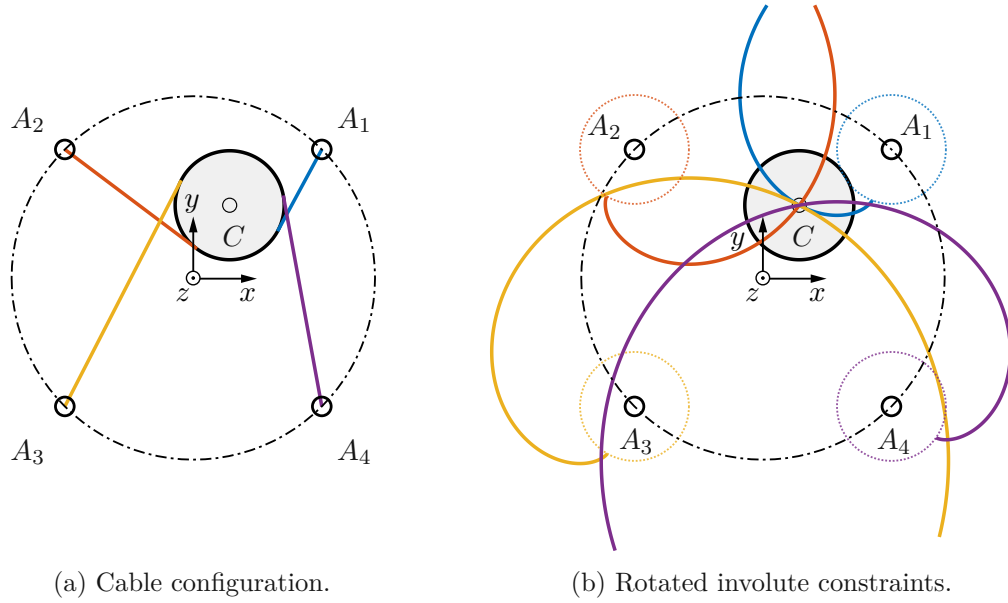 A₂
A₁
y
C
z
x
A₃
A₄
(a) Cable configuration.
A₂
A₁
y
C
z
x
A₃
A₄
(b) Rotated involute constraints.